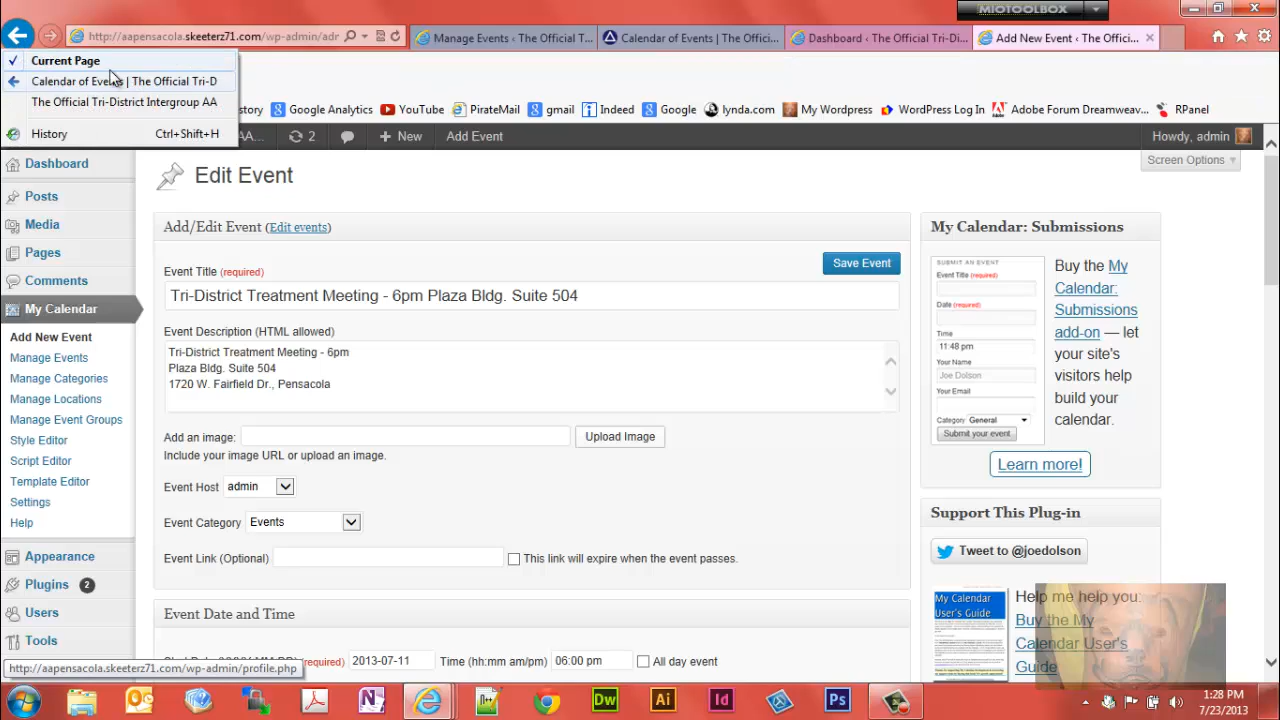 MIOTOOLBOX
http://aapensacola.skeeterz71.com/wp-admin/adr
Manage Events ‹ The Official T...
Calendar of Events | The Offici...
Dashboard ‹ The Official Tri-Di...
Add New Event ‹ The Offici...
Current Page
Calendar of Events | The Official Tri-D
The Official Tri-District Intergroup AA
History Ctrl+Shift+H
story
Google Analytics
YouTube
PirateMail
gmail
Indeed
Google
lynda.com
My Wordpress
WordPress Log In
Adobe Forum Dreamweav...
RPanel
AA...
2
New
Add Event
Howdy, admin
Screen Options
Dashboard
Posts
Media
Pages
Comments
My Calendar
Add New Event
Manage Events
Manage Categories
Manage Locations
Manage Event Groups
Style Editor
Script Editor
Template Editor
Settings
Help
Appearance
Plugins 2
Users
Tools
Edit Event
Add/Edit Event (Edit events)
Save Event
Event Title (required)
Tri-District Treatment Meeting - 6pm Plaza Bldg. Suite 504
Event Description (HTML allowed)
Tri-District Treatment Meeting - 6pm
Plaza Bldg. Suite 504
1720 W. Fairfield Dr., Pensacola
Add an image:
Upload Image
Include your image URL or upload an image.
Event Host admin
Event Category Events
Event Link (Optional)
This link will expire when the event passes.
Event Date and Time
(required) 2013-07-11 Time (hh:mm am/pm) 06:00 pm All day event
My Calendar: Submissions
SUBMIT AN EVENT
Event Title (required)
Date (required)
Time
11:48 pm
Your Name
Joe Dolson
Your Email
Category General
Submit your event
Buy the My
Calendar:
Submissions
add-on — let
your site's
visitors help
build your
calendar.
Learn more!
Support This Plug-in
Tweet to @joedolson
My Calendar
User's Guide
Help me help you:
Buy the My
Calendar User's
Guide
http://aapensacola.skeeterz71.com/wp-admin/profile.php
Dw
Ai
Id
Ps
1:28 PM
7/23/2013